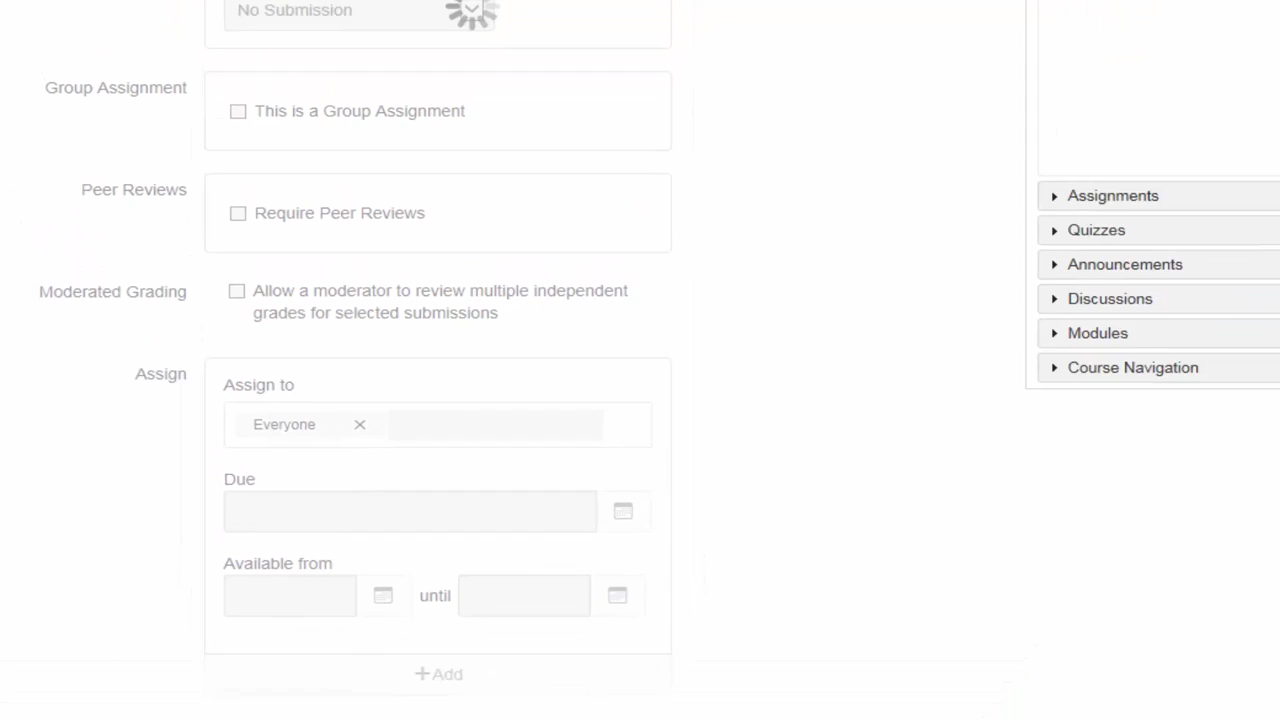 No Submission
Group Assignment
This is a Group Assignment
Peer Reviews
Require Peer Reviews
Moderated Grading
Allow a moderator to review multiple independent
grades for selected submissions
Assign
Assign to
Everyone
Due
Available from
until
+Add
Assignments
Quizzes
Announcements
Discussions
Modules
Course Navigation